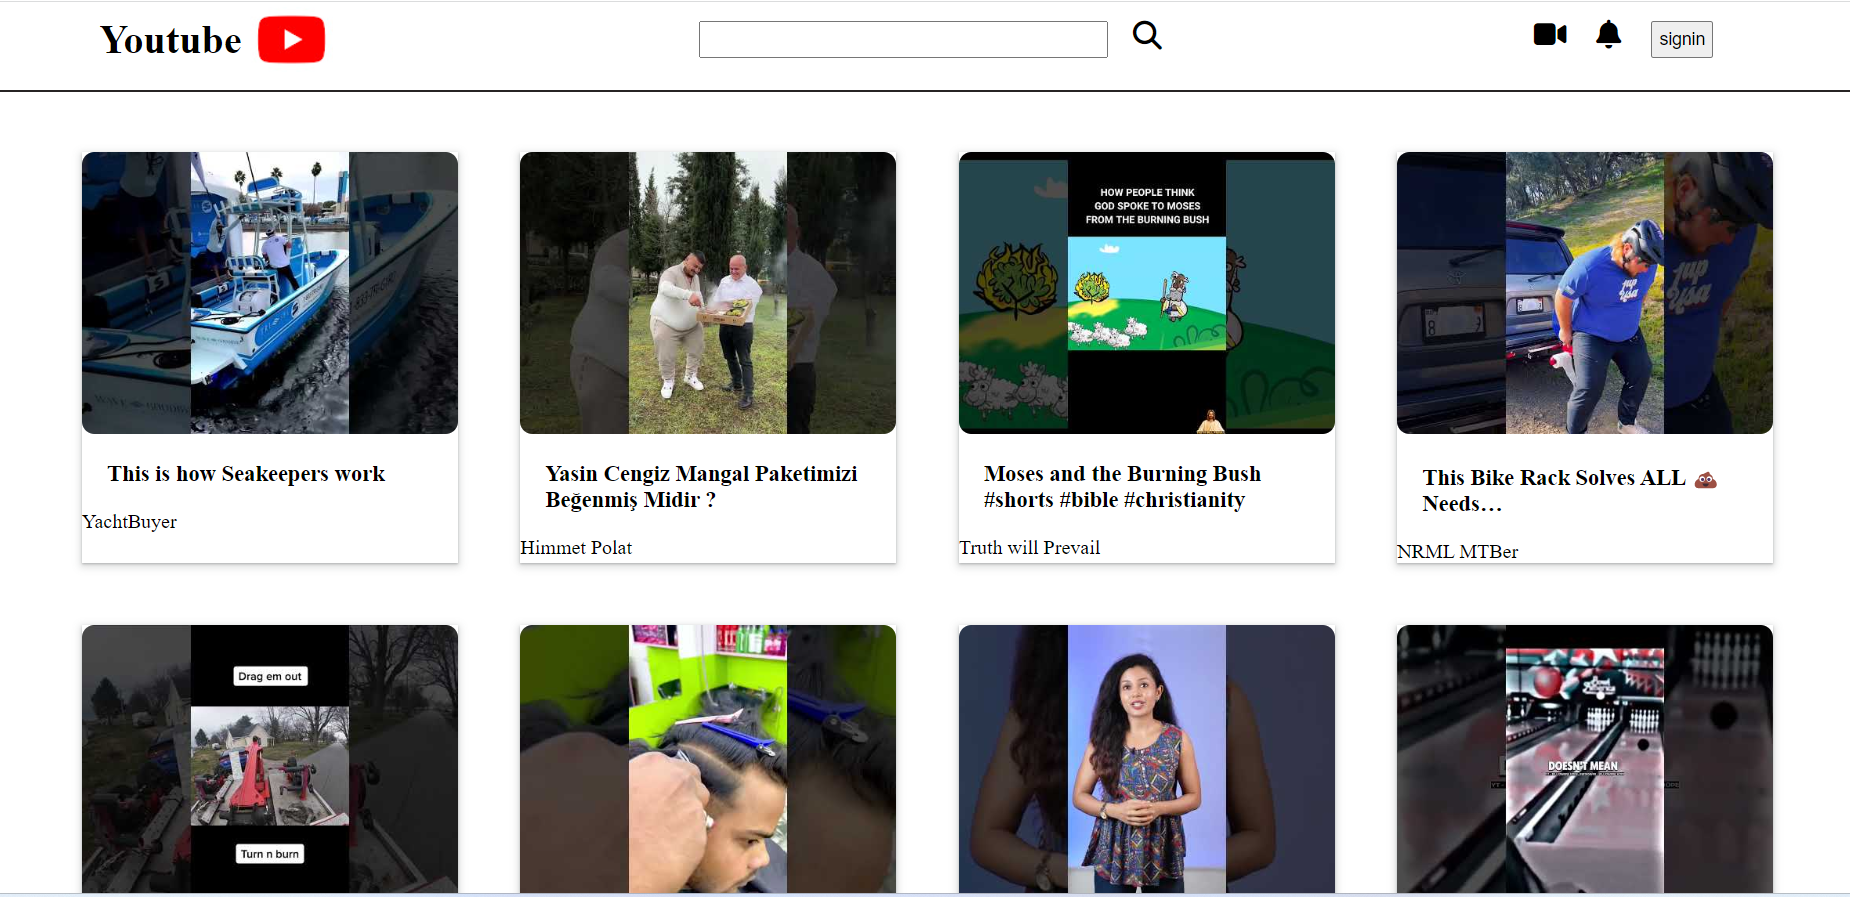 Youtube
signin
HOW PEOPLE THINK
GOD SPOKE TO MOSES
FROM THE BURNING BUSH
This is how Seakeepers work
YachtBuyer
Yasin Cengiz Mangal Paketimizi
Beğenmiş Midir ?
Himmet Polat
Moses and the Burning Bush
#shorts #bible #christianity
Truth will Prevail
This Bike Rack Solves ALL 💩
Needs…
NRML MTBer
Drag em out
Turn n burn
DOESN'T MEAN